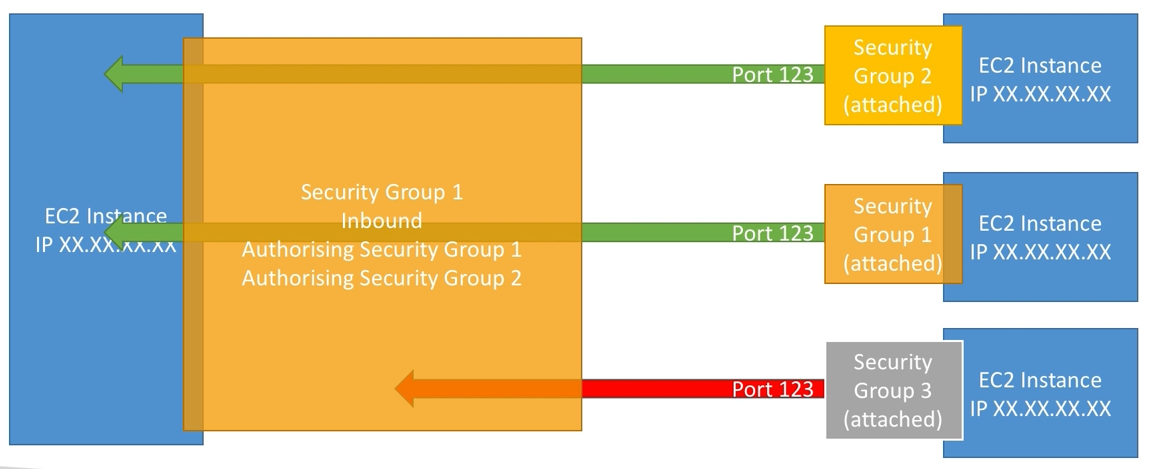 EC2 Instance
IP XX.XX.XX.XX
Security Group 1
Inbound
Authorising Security Group 1
Authorising Security Group 2
Port 123
Security
Group 2
(attached)
EC2 Instance
IP XX.XX.XX.XX
Port 123
Security
Group 1
(attached)
EC2 Instance
IP XX.XX.XX.XX
Port 123
Security
Group 3
(attached)
EC2 Instance
IP XX.XX.XX.XX